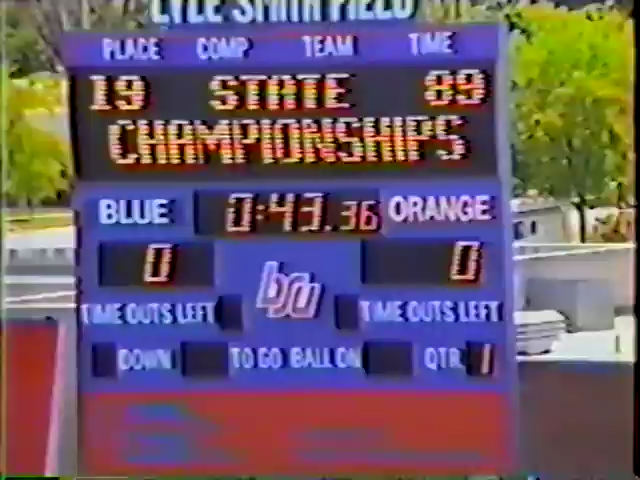 LYLE SMITH FIELD
PLACE COMP TEAM TIME
19 STATE 89
CHAMPIONSHIPS
BLUE 0:43.36 ORANGE
0 bsu 0
TIME OUTS LEFT TIME OUTS LEFT
DOWN TO GO BALL ON QTR. 1